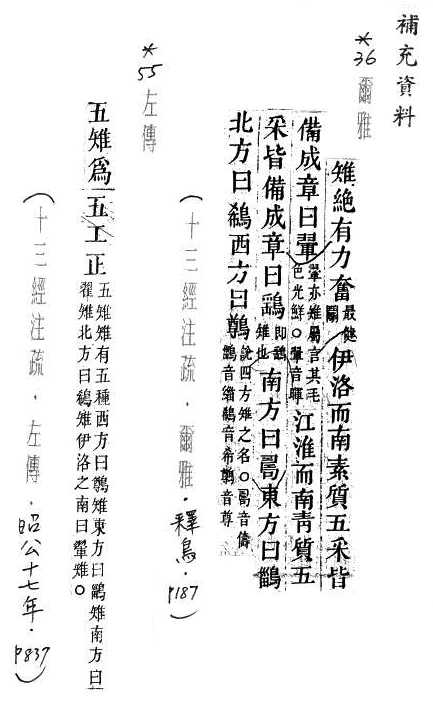 補充資料
*36 爾雅
雉絕有力奮最健鬬伊洛而南素質五采皆
備成章曰翬翬亦雉屬言其毛色光鮮○翬音暉江淮而南青質五
采皆備成章曰鷂即鷂雉也南方曰𠷎東方曰鶅
北方曰鵗西方曰鷷說四方雉之名○𠷎音儔鶅音緇鵗音希鷷音尊
(十三經注疏．爾雅．釋鳥．P187)
*55 左傳
五雉為五工正五雉雉有五種西方曰鷷雉東方曰鶅雉南方曰
翟雉北方曰鵗雉伊洛之南曰翬雉○
(十三經注疏．左傳．昭公十七年．P837)